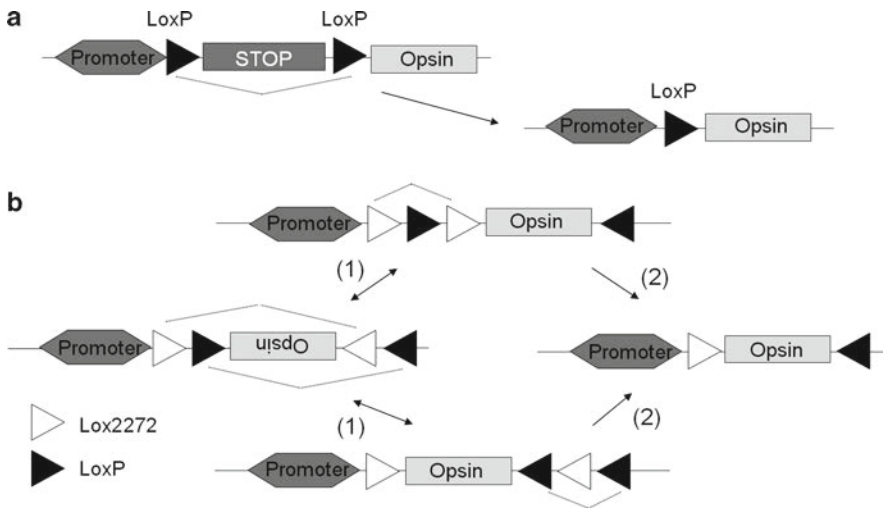 a
LoxP LoxP
Promoter STOP Opsin
LoxP
Promoter Opsin
b
Promoter Opsin
(1) (2)
Promoter Opsin
Promoter Opsin
(1) (2)
Lox2272
Promoter Opsin
LoxP